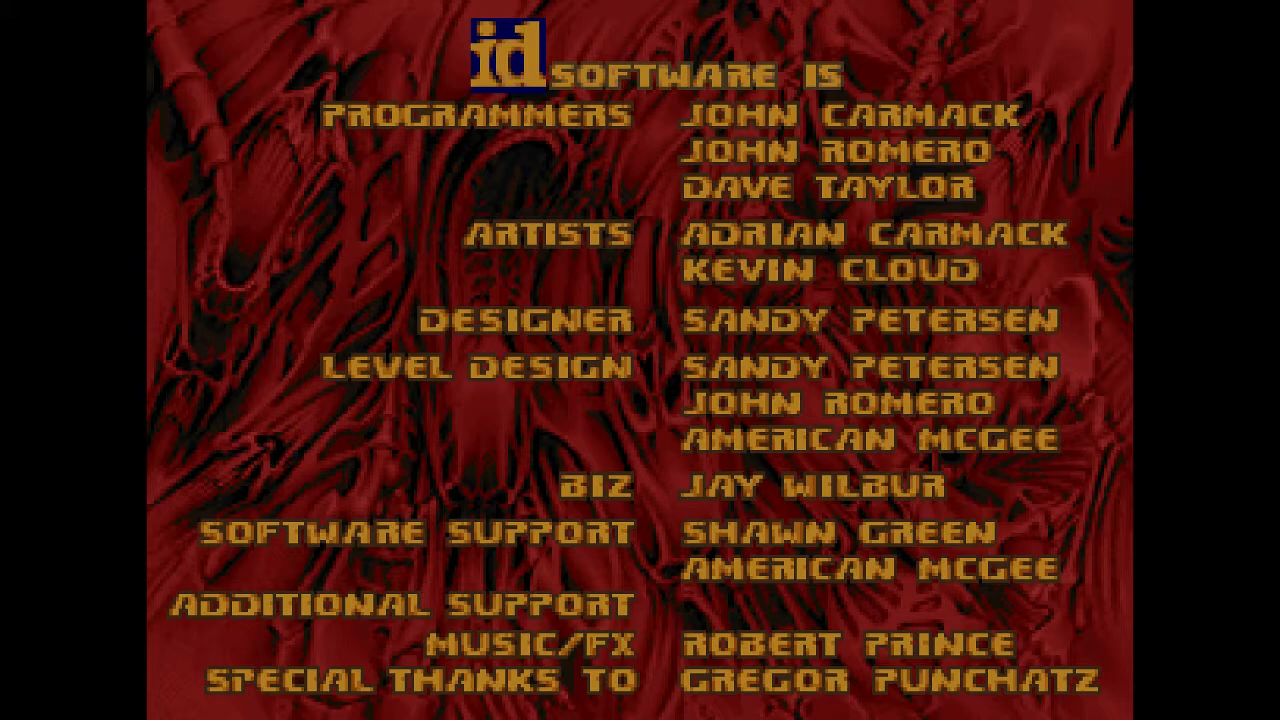 id SOFTWARE IS
PROGRAMMERS JOHN CARMACK
JOHN ROMERO
DAVE TAYLOR
ARTISTS ADRIAN CARMACK
KEVIN CLOUD
DESIGNER SANDY PETERSEN
LEVEL DESIGN SANDY PETERSEN
JOHN ROMERO
AMERICAN MCGEE
BIZ JAY WILBUR
SOFTWARE SUPPORT SHAWN GREEN
AMERICAN MCGEE
ADDITIONAL SUPPORT
MUSIC/FX ROBERT PRINCE
SPECIAL THANKS TO GREGOR PUNCHATZ